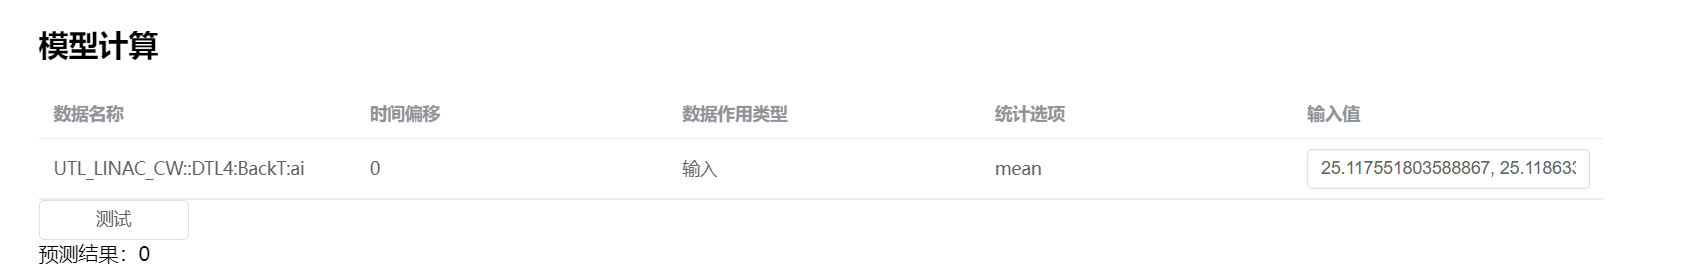 模型计算
数据名称 时间偏移 数据作用类型 统计选项 输入值
UTL_LINAC_CW::DTL4:BackT:ai 0 输入 mean 25.117551803588867, 25.118633
测试
预测结果：0